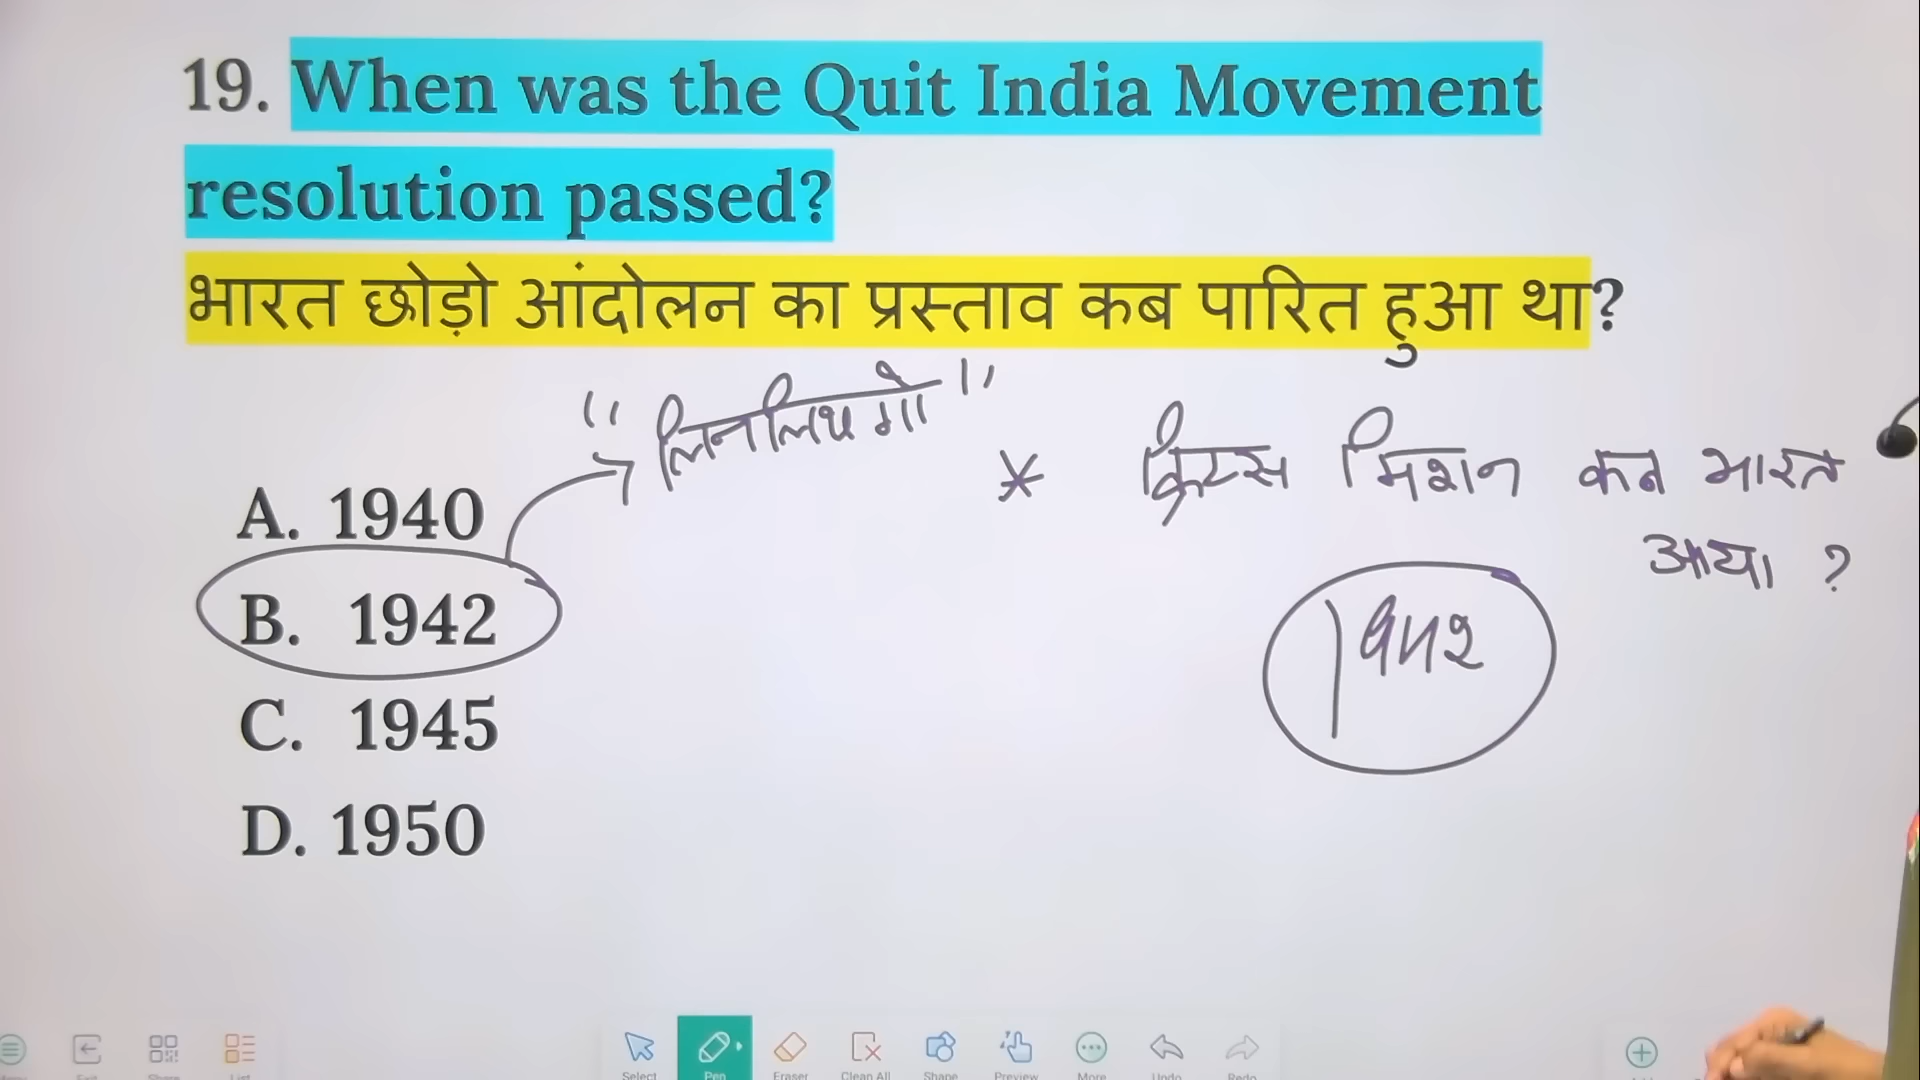 19. When was the Quit India Movement
resolution passed?
भारत छोड़ो आंदोलन का प्रस्ताव कब पारित हुआ था?
"लिनलिथगो"
* क्रिप्स मिशन कब भारत
आया ?
A. 1940
B. 1942
1942
C. 1945
D. 1950
Select
Pen
Eraser
Clean All
Shape
Preview
More
Undo
Redo